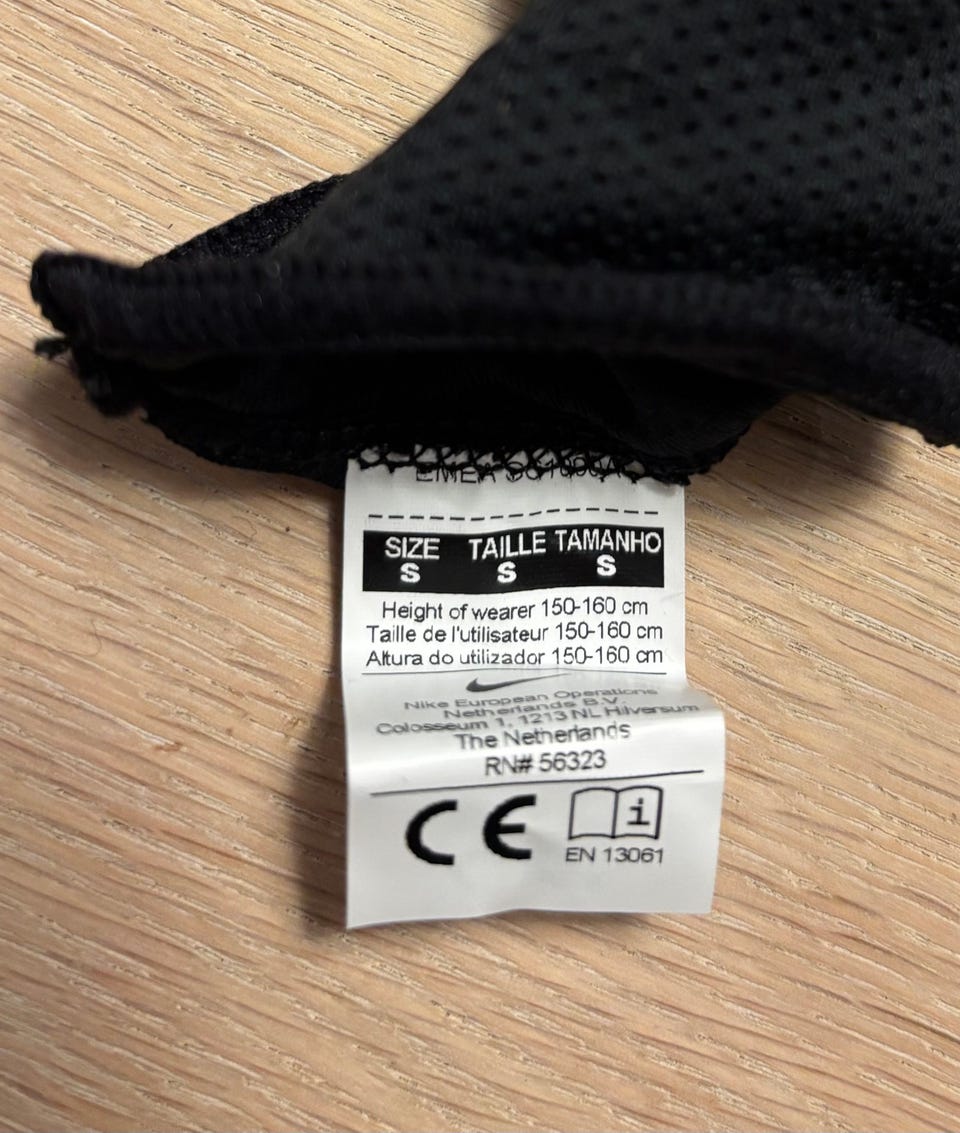 EMEA
SIZE TAILLE TAMANHO
S S S
Height of wearer 150-160 cm
Taille de l'utilisateur 150-160 cm
Altura do utilizador 150-160 cm
Nike European Operations
Netherlands B.V.
Colosseum 1, 1213 NL Hilversum
The Netherlands
RN# 56323
CE i
EN 13061